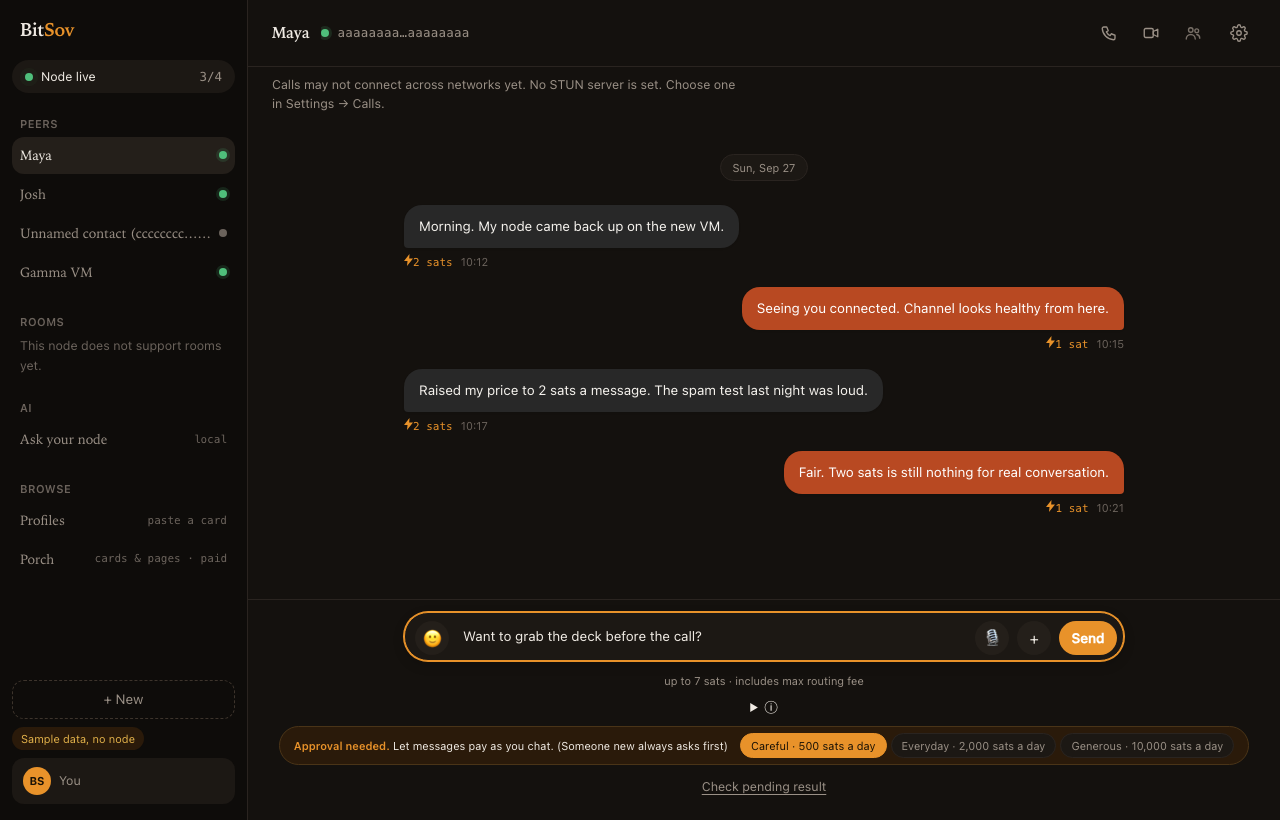 BitSov
Node live 3/4
PEERS
Maya
Josh
Unnamed contact (cccccccc……
Gamma VM
ROOMS
This node does not support rooms
yet.
AI
Ask your node local
BROWSE
Profiles paste a card
Porch cards & pages · paid
+ New
Sample data, no node
BS You
Maya aaaaaaaa…aaaaaaaa
Calls may not connect across networks yet. No STUN server is set. Choose one
in Settings → Calls.
Sun, Sep 27
Morning. My node came back up on the new VM.
2 sats 10:12
Seeing you connected. Channel looks healthy from here.
1 sat 10:15
Raised my price to 2 sats a message. The spam test last night was loud.
2 sats 10:17
Fair. Two sats is still nothing for real conversation.
1 sat 10:21
Want to grab the deck before the call? + Send
up to 7 sats · includes max routing fee
▶ ⓘ
Approval needed. Let messages pay as you chat. (Someone new always asks first) Careful · 500 sats a day Everyday · 2,000 sats a day Generous · 10,000 sats a day
Check pending result